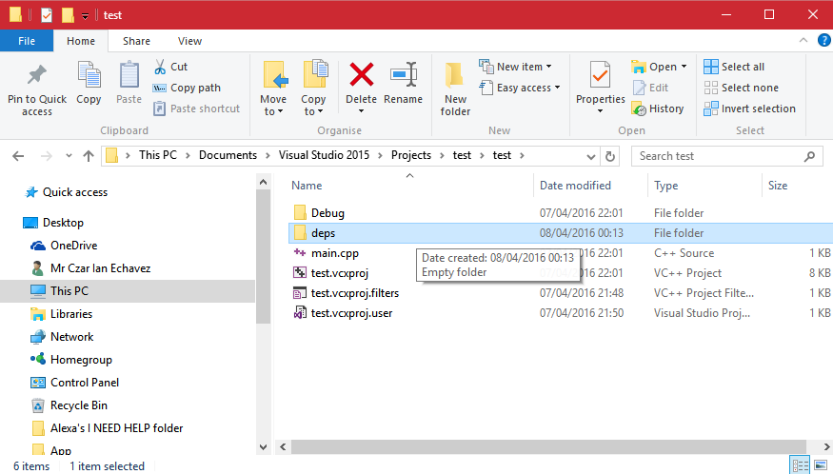 test
File Home Share View
Pin to Quick access
Copy
Paste
Cut
Copy path
Paste shortcut
Clipboard
Move to
Copy to
Delete
Rename
Organise
New folder
New item
Easy access
New
Properties
Open
Edit
History
Open
Select all
Select none
Invert selection
Select
This PC > Documents > Visual Studio 2015 > Projects > test > test >
Search test
Quick access
Desktop
OneDrive
Mr Czar Ian Echavez
This PC
Libraries
Network
Homegroup
Control Panel
Recycle Bin
Alexa's I NEED HELP folder
App
Name Date modified Type Size
Debug 07/04/2016 22:01 File folder
deps 08/04/2016 00:13 File folder
main.cpp 22:01 C++ Source 1 KB
test.vcxproj 22:01 VC++ Project 8 KB
test.vcxproj.filters 07/04/2016 21:48 VC++ Project Filte... 1 KB
test.vcxproj.user 07/04/2016 21:50 Visual Studio Proj... 1 KB
Date created: 08/04/2016 00:13
Empty folder
6 items 1 item selected